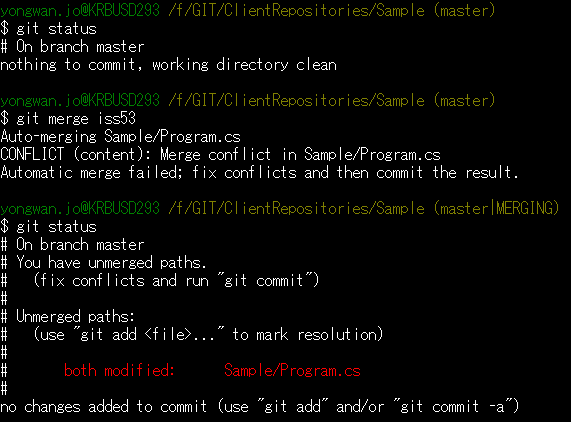 yongwan.jo@KRBUSD293 /f/GIT/ClientRepositories/Sample (master)
$ git status
# On branch master
nothing to commit, working directory clean
yongwan.jo@KRBUSD293 /f/GIT/ClientRepositories/Sample (master)
$ git merge iss53
Auto-merging Sample/Program.cs
CONFLICT (content): Merge conflict in Sample/Program.cs
Automatic merge failed; fix conflicts and then commit the result.
yongwan.jo@KRBUSD293 /f/GIT/ClientRepositories/Sample (master|MERGING)
$ git status
# On branch master
# You have unmerged paths.
#   (fix conflicts and run "git commit")
#
# Unmerged paths:
#   (use "git add <file>..." to mark resolution)
#
#       both modified:      Sample/Program.cs
#
no changes added to commit (use "git add" and/or "git commit -a")